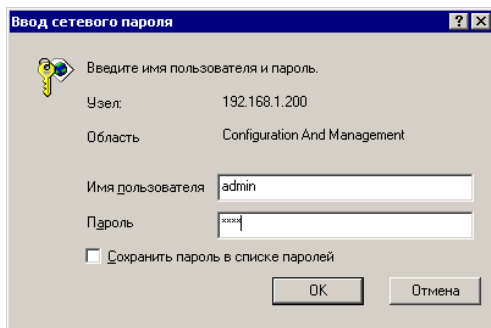 Ввод сетевого пароля
Введите имя пользователя и пароль.
Узел: 192.168.1.200
Область Configuration And Management
Имя пользователя admin
Пароль ****
Сохранить пароль в списке паролей
OK Отмена